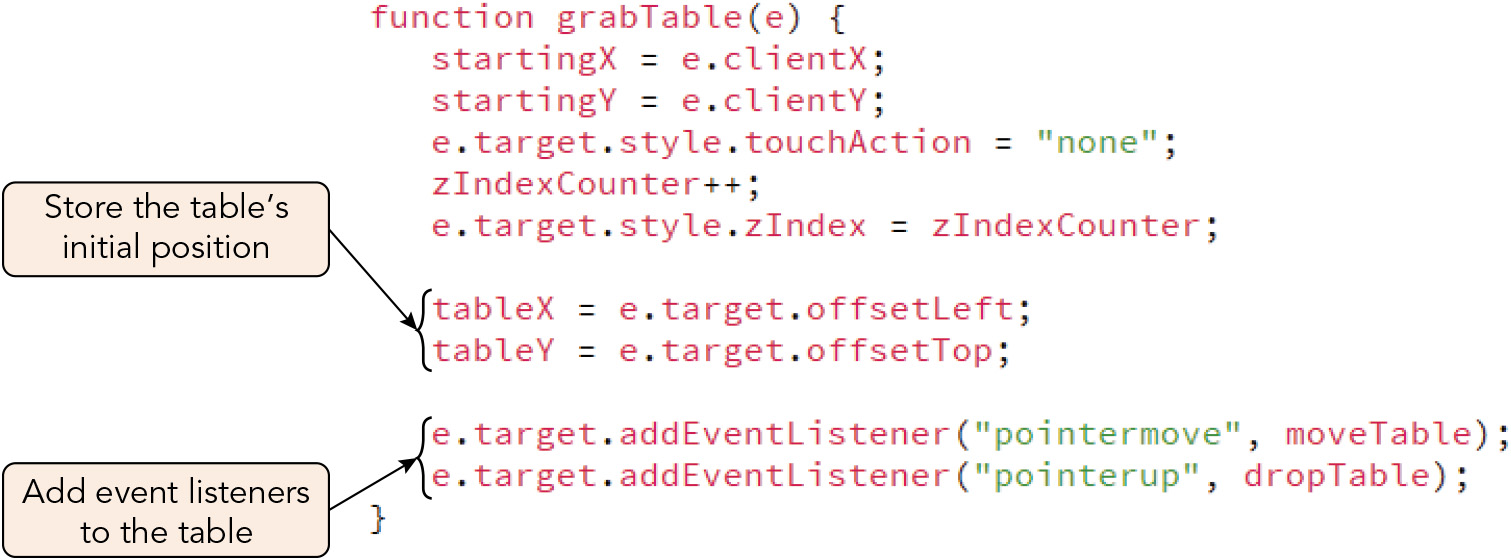 function grabTable(e) {
startingX = e.clientX;
startingY = e.clientY;
e.target.style.touchAction = "none";
zIndexCounter++;
e.target.style.zIndex = zIndexCounter;
Store the table's
initial position
tableX = e.target.offsetLeft;
tableY = e.target.offsetTop;
e.target.addEventListener("pointermove", moveTable);
e.target.addEventListener("pointerup", dropTable);
Add event listeners
to the table
}